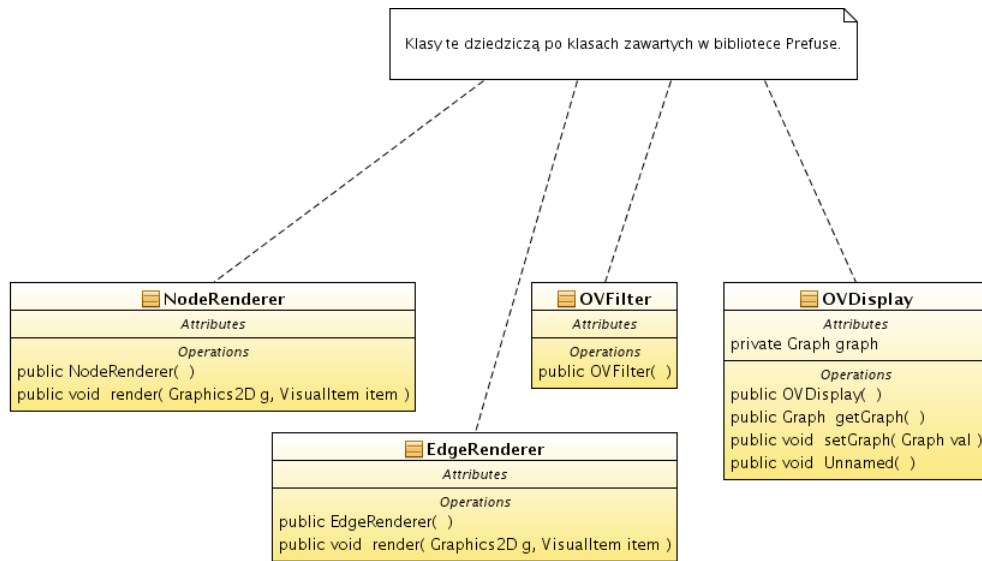 Klasy te dziedziczą po klasach zawartych w bibliotece Prefuse.
NodeRenderer
Attributes
Operations
public NodeRenderer( )
public void render( Graphics2D g, VisualItem item )
OVFilter
Attributes
Operations
public OVFilter( )
OVDisplay
Attributes
private Graph graph
Operations
public OVDisplay( )
public Graph getGraph( )
public void setGraph( Graph val )
public void Unnamed( )
EdgeRenderer
Attributes
Operations
public EdgeRenderer( )
public void render( Graphics2D g, VisualItem item )